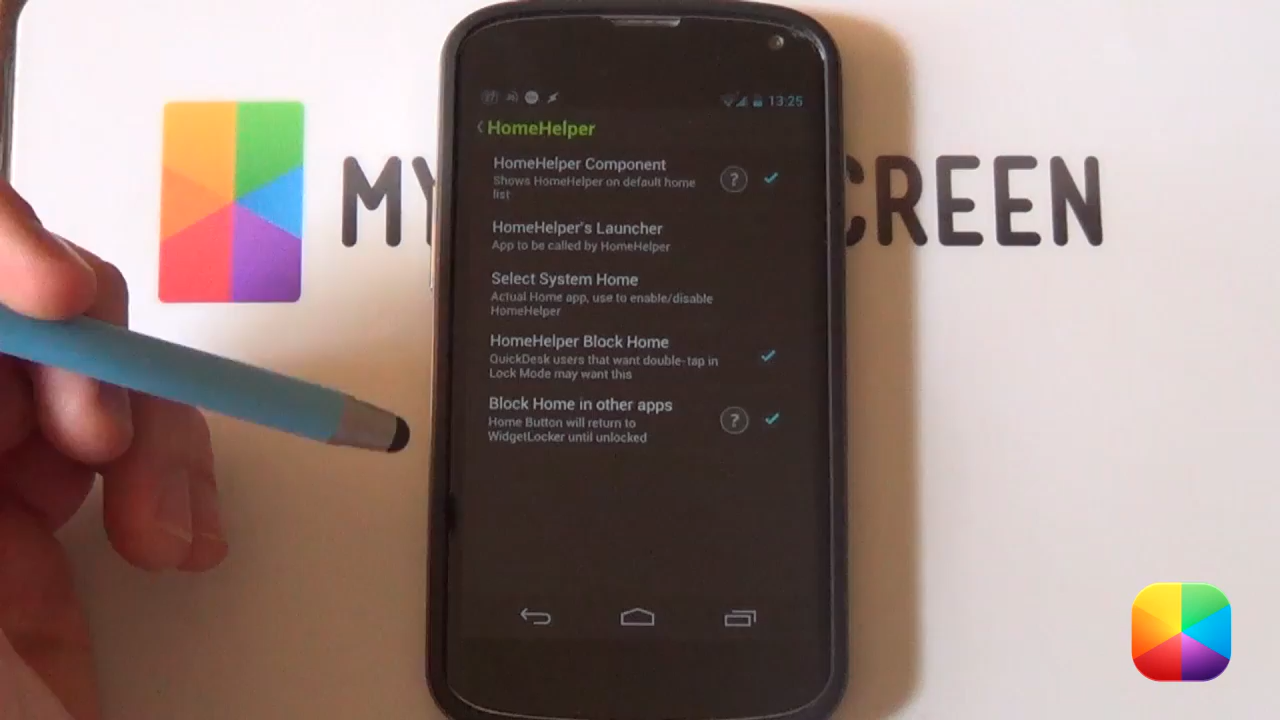 13:25
HomeHelper
HomeHelper Component
Shows HomeHelper on default home
list
?
HomeHelper's Launcher
App to be called by HomeHelper
Select System Home
Actual Home app, use to enable/disable
HomeHelper
HomeHelper Block Home
QuickDesk users that want double-tap in
Lock Mode may want this
Block Home in other apps
?
Home Button will return to
WidgetLocker until unlocked
MY CREEN